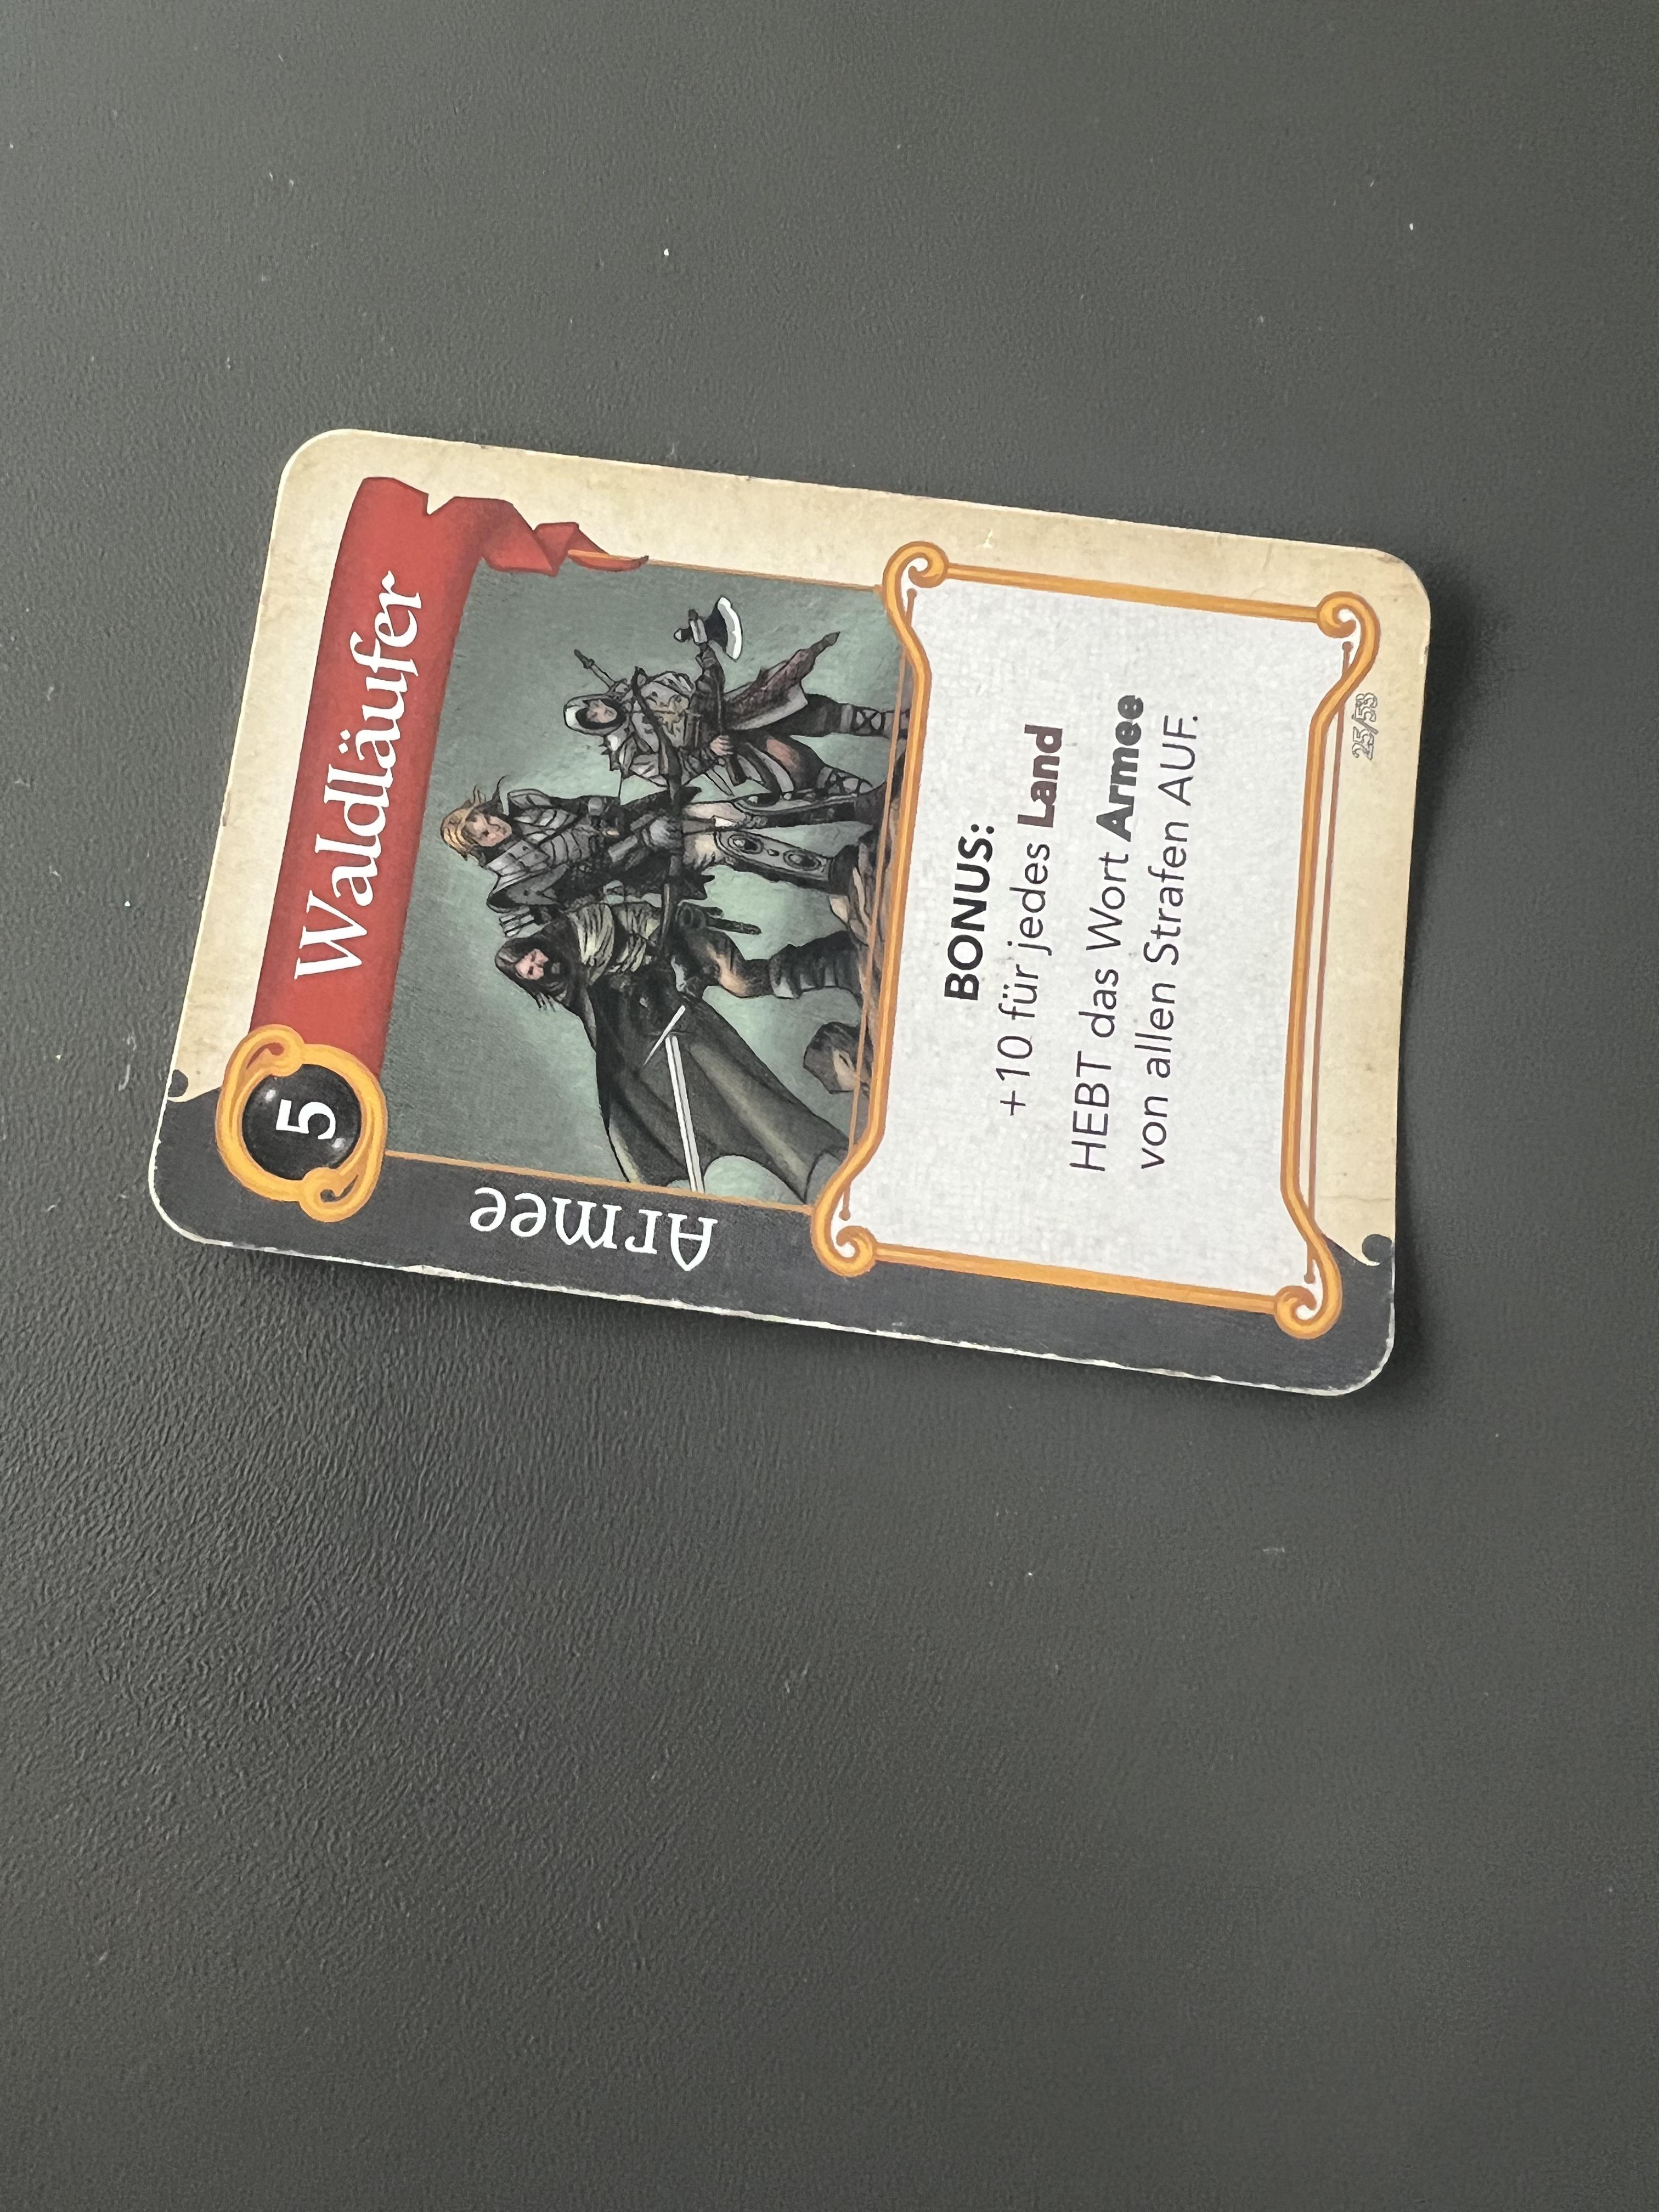 5
Waldläufer
Armee
BONUS:
+10 für jedes Land
HEBT das Wort Armee
von allen Strafen AUF.
25/53